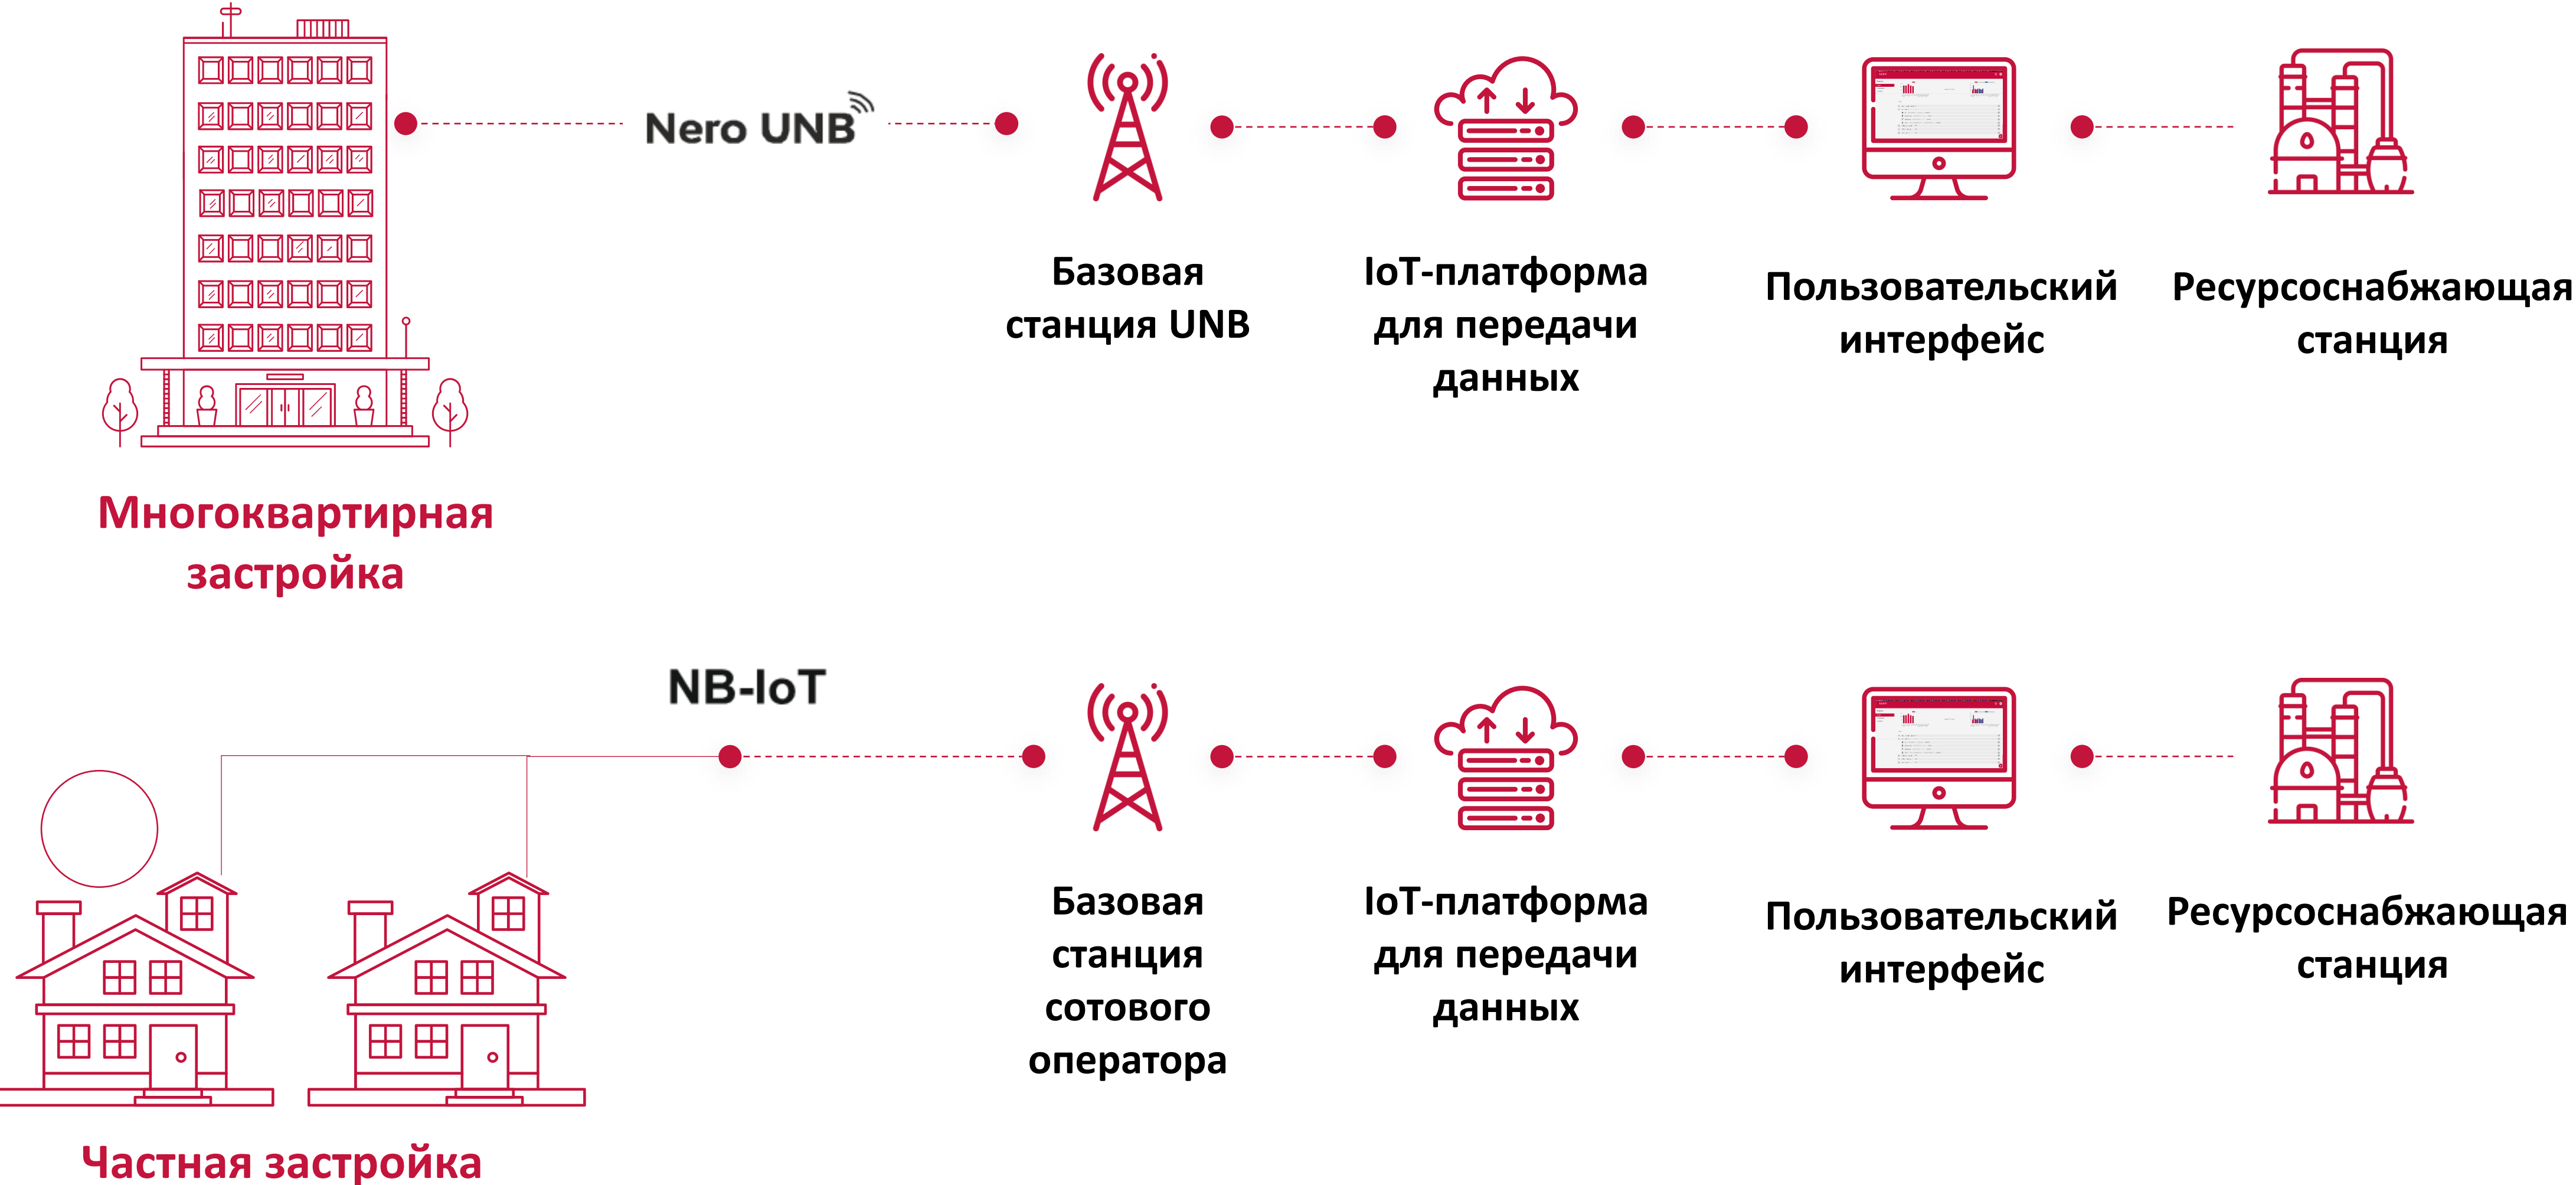 Nero UNB
Базовая
станция UNB
IoT-платформа
для передачи
данных
Пользовательский
интерфейс
Ресурсоснабжающая
станция
Многоквартирная
застройка
NB-IoT
Базовая
станция
сотового
оператора
IoT-платформа
для передачи
данных
Пользовательский
интерфейс
Ресурсоснабжающая
станция
Частная застройка